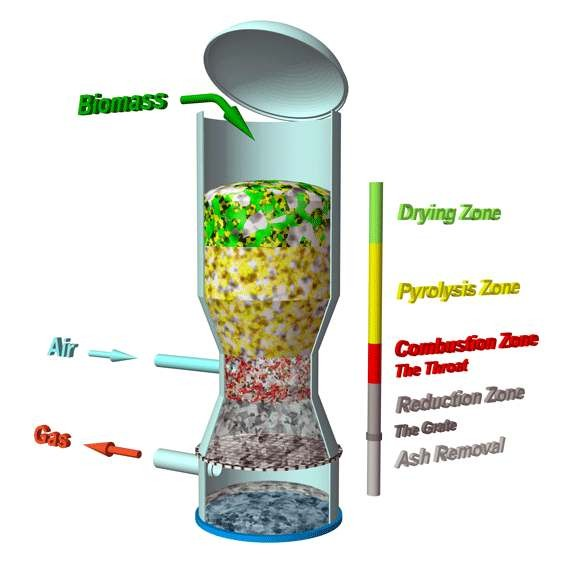 Biomass
Drying Zone
Pyrolysis Zone
Combustion Zone
The Throat
Air
Reduction Zone
The Grate
Gas
Ash Removal